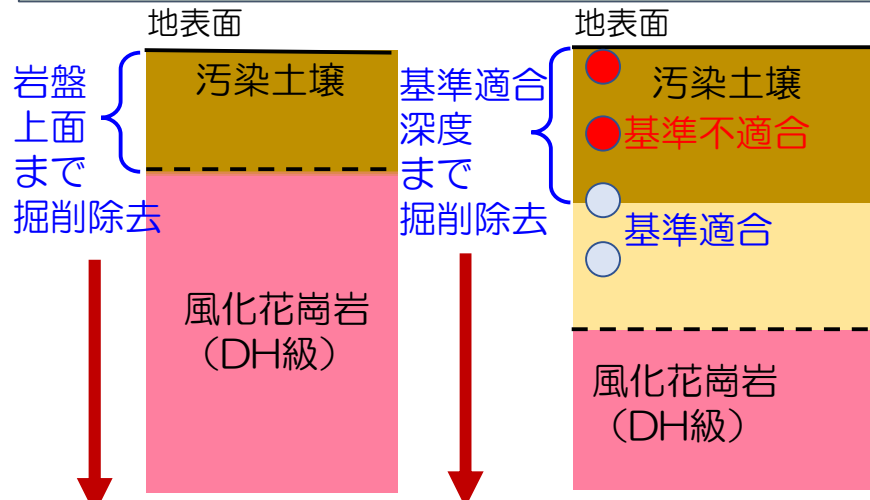 地表面
岩盤
上面
まで
掘削除去
汚染土壌
風化花崗岩
（DH級）
地表面
基準適合
深度
まで
掘削除去
汚染土壌
基準不適合
基準適合
風化花崗岩
（DH級）